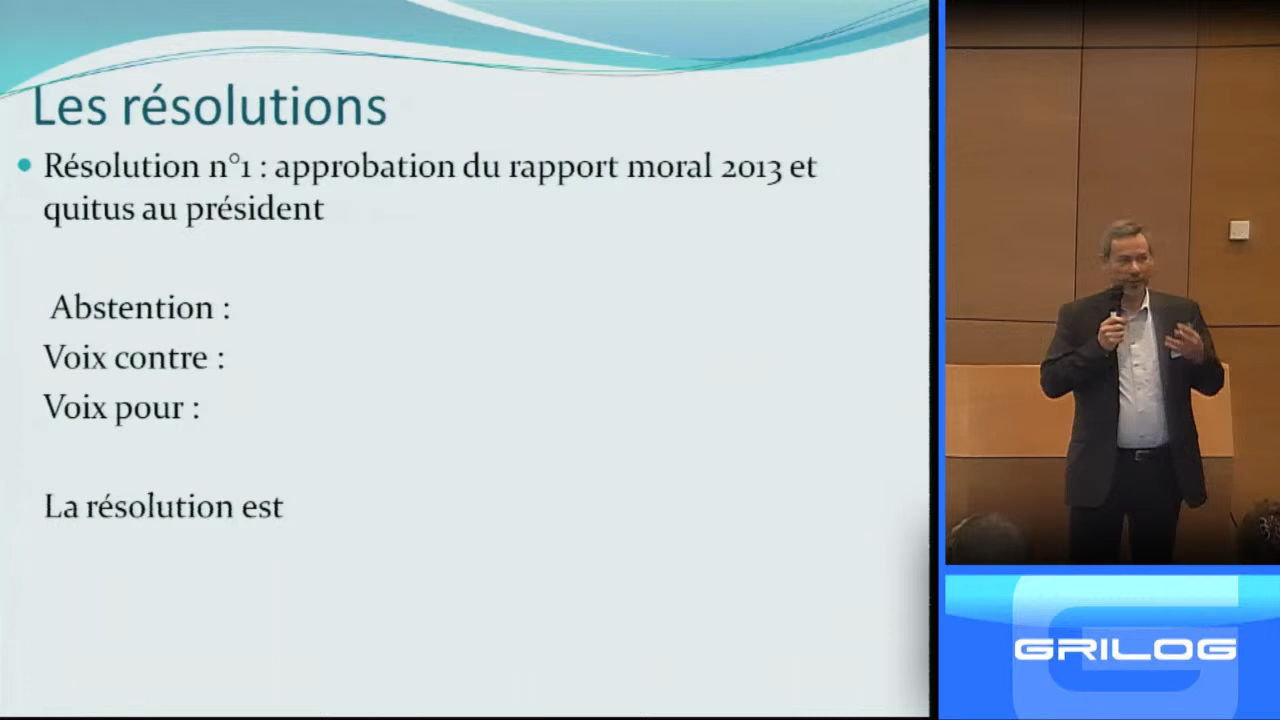 Les résolutions
Résolution n°1 : approbation du rapport moral 2013 et
quitus au président
Abstention :
Voix contre :
Voix pour :
La résolution est
GRILOG